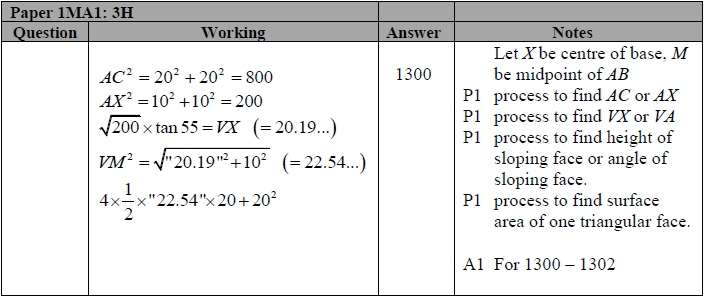 Paper 1MA1: 3H
Question Working Answer Notes
AC² = 20² + 20² = 800
AX² = 10² + 10² = 200
√200 × tan 55 = VX (= 20.19...)
VM² = √"20.19"² + 10² (= 22.54...)
4 × 1/2 × "22.54" × 20 + 20²
1300
Let X be centre of base, M
be midpoint of AB
P1 process to find AC or AX
P1 process to find VX or VA
P1 process to find height of
sloping face or angle of
sloping face.
P1 process to find surface
area of one triangular face.
A1 For 1300 – 1302